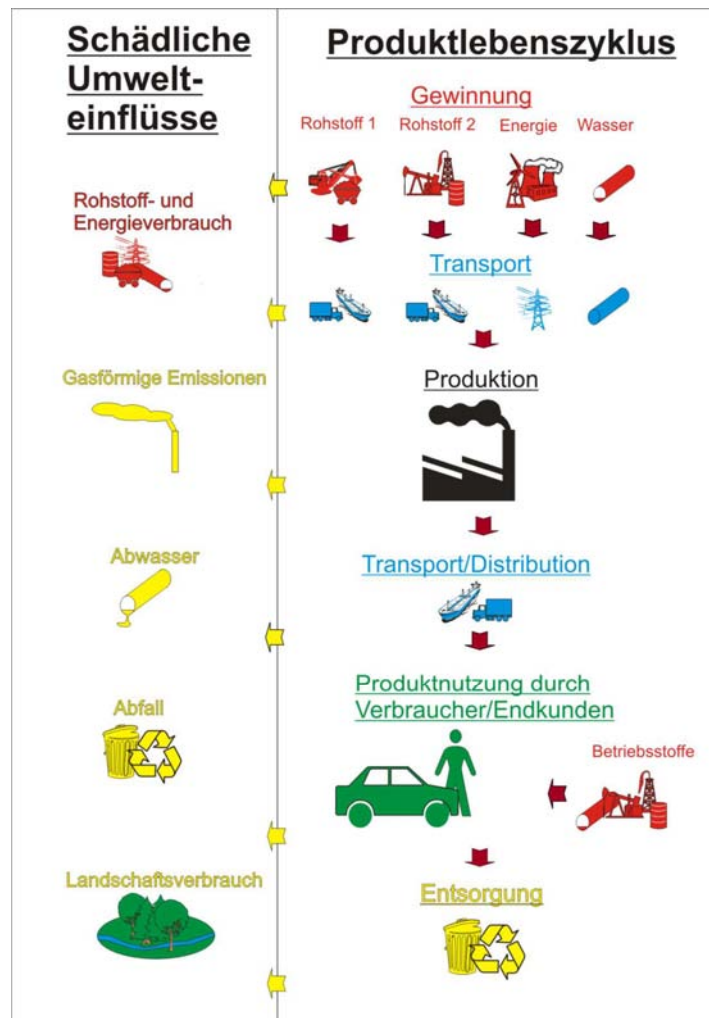 Schädliche
Umwelt-
einflüsse
Rohstoff- und
Energieverbrauch
Gasförmige Emissionen
Abwasser
Abfall
Landschaftsverbrauch
Produktlebenszyklus
Gewinnung
Rohstoff 1 Rohstoff 2 Energie Wasser
Transport
Produktion
Transport/Distribution
Produktnutzung durch
Verbraucher/Endkunden
Betriebsstoffe
Entsorgung